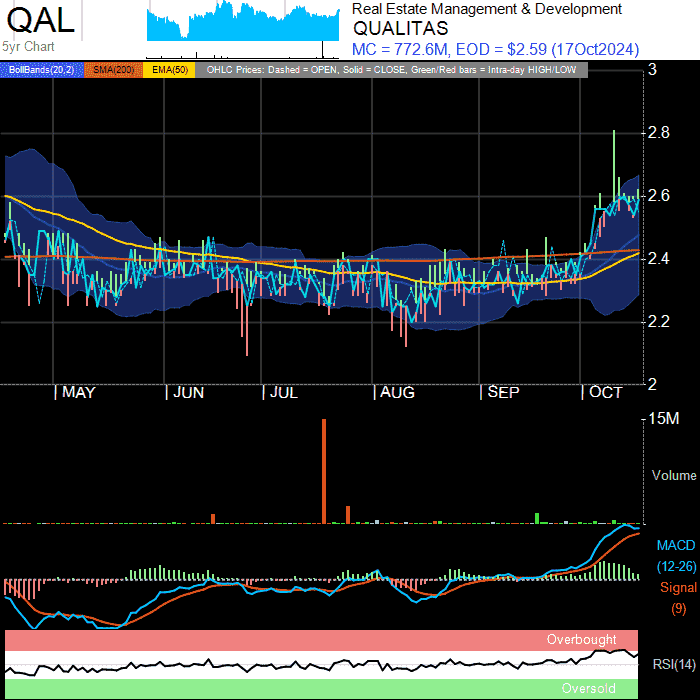 QAL
Real Estate Management & Development
QUALITAS
5yr Chart
MC = 772.6M, EOD = $2.59 (17Oct2024)
BollBands(20,2) SMA(200) EMA(50) OHLC Prices: Dashed = OPEN, Solid = CLOSE, Green/Red bars = Intra-day HIGH/LOW
3
2.8
2.6
2.4
2.2
2
| MAY | JUN | JUL | AUG | SEP | OCT
15M
Volume
MACD
(12-26)
Signal
(9)
Overbought
RSI(14)
Oversold